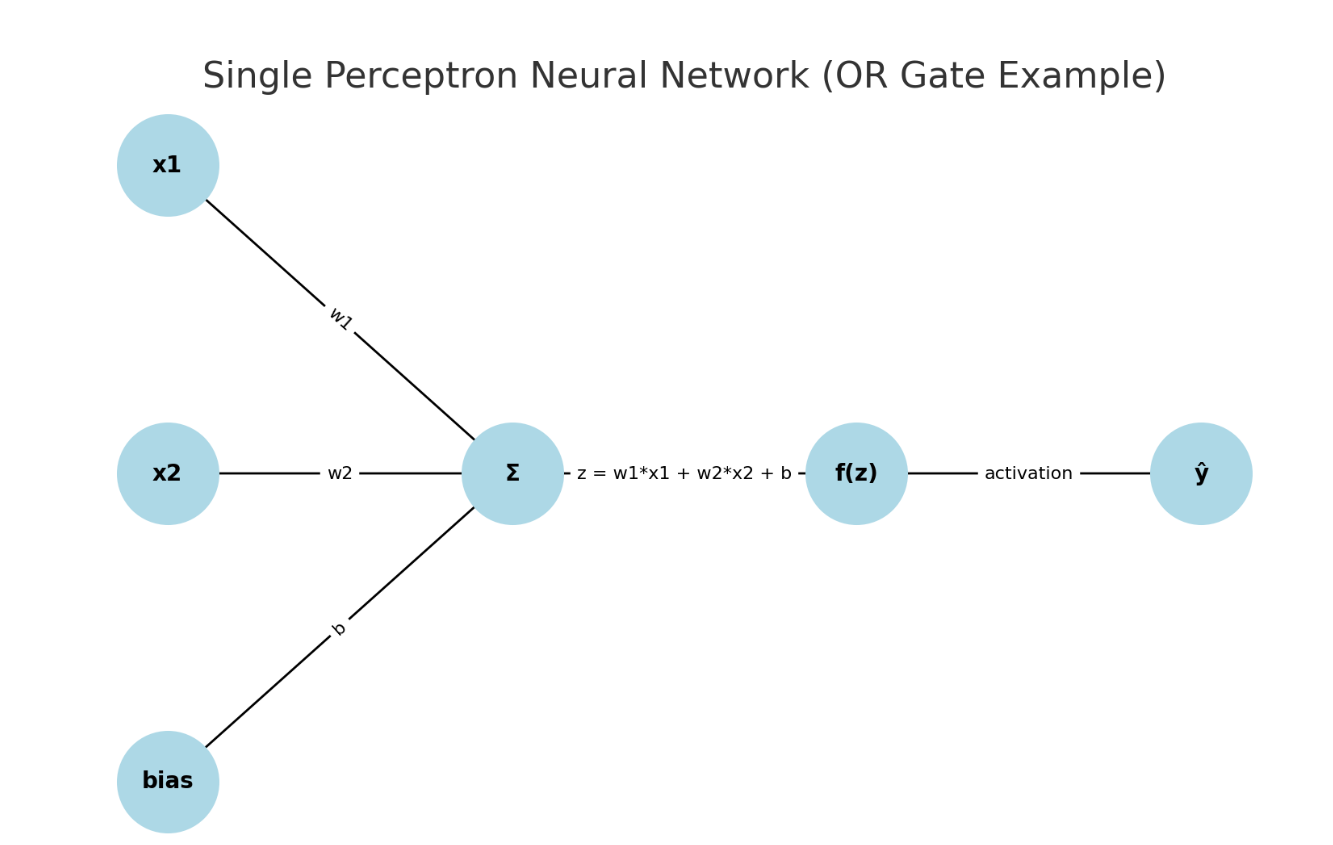 Single Perceptron Neural Network (OR Gate Example)
x1
w1
x2
w2
Σ
z = w1*x1 + w2*x2 + b
f(z)
activation
ŷ
b
bias